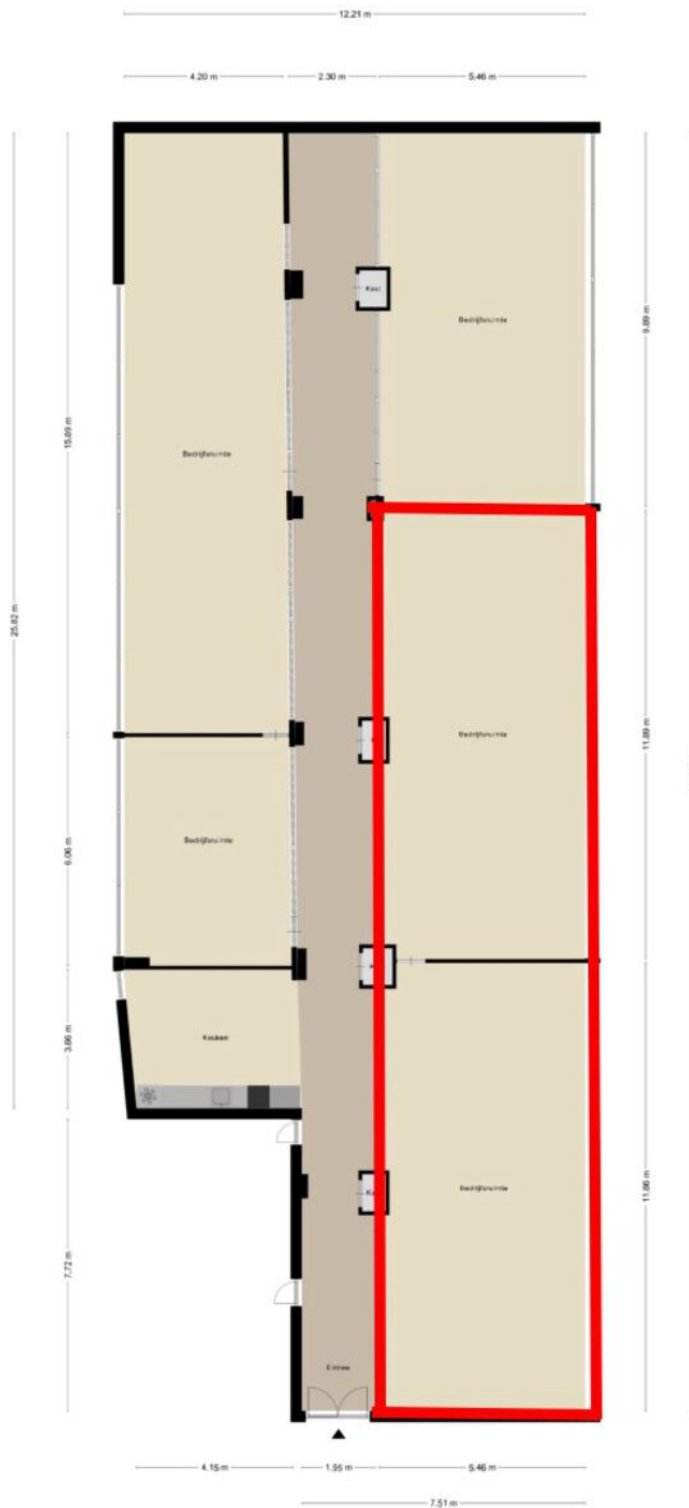 12.21 m
4.20 m
2.30 m
5.46 m
Kast
Bedrijfsruimte
9.89 m
15.89 m
Bedrijfsruimte
25.82 m
Bedrijfsruimte
11.89 m
Bedrijfsruimte
6.06 m
Keuken
3.66 m
Bedrijfsruimte
11.86 m
7.72 m
Entree
4.15 m
1.95 m
5.46 m
7.51 m